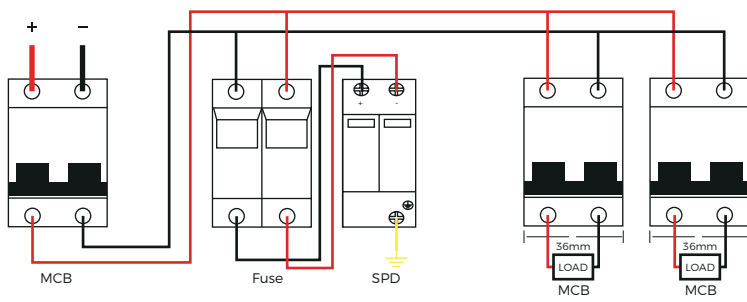 + −
+ -
36mm 36mm
LOAD LOAD
MCB Fuse SPD MCB MCB